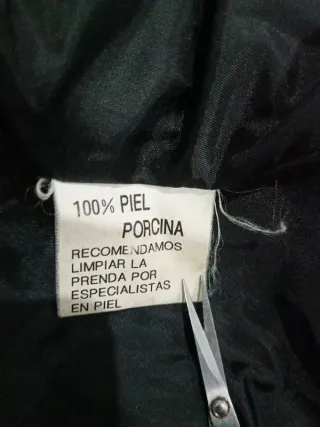 100% PIEL
PORCINA
RECOMENDAMOS
LIMPIAR LA
PRENDA POR
ESPECIALISTAS
EN PIEL